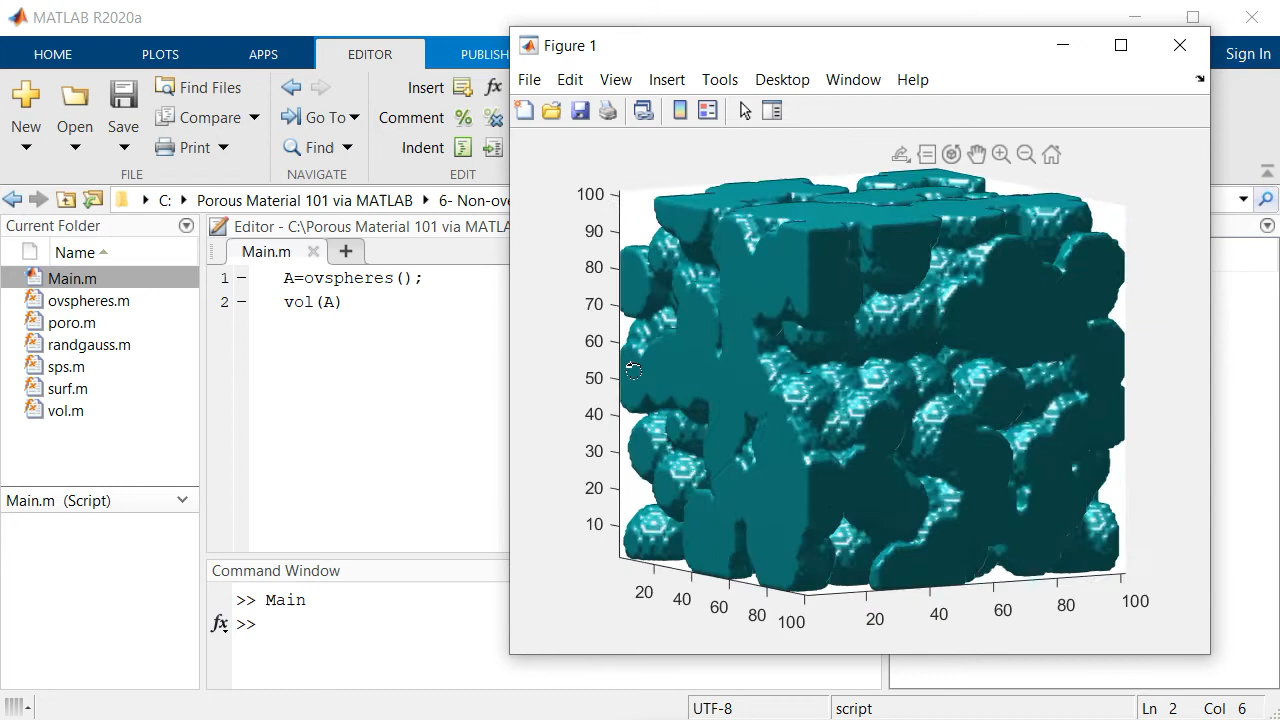 MATLAB R2020a
HOME PLOTS APPS EDITOR PUBLISH
Sign In
New Open Save
Find Files
Compare
Print
FILE
Go To
Find
NAVIGATE
Insert
Comment
Indent
EDIT
C: Porous Material 101 via MATLAB 6- Non-ove
Current Folder
Name
Main.m
ovspheres.m
poro.m
randgauss.m
sps.m
surf.m
vol.m
Main.m (Script)
Editor - C:\Porous Material 101 via MATLA
Main.m
1 A=ovspheres();
2 vol(A)
Command Window
>> Main
fx >>
Figure 1
File Edit View Insert Tools Desktop Window Help
100
90
80
70
60
50
40
30
20
10
20 40 60 80 100
20 40 60 80 100
UTF-8 script Ln 2 Col 6